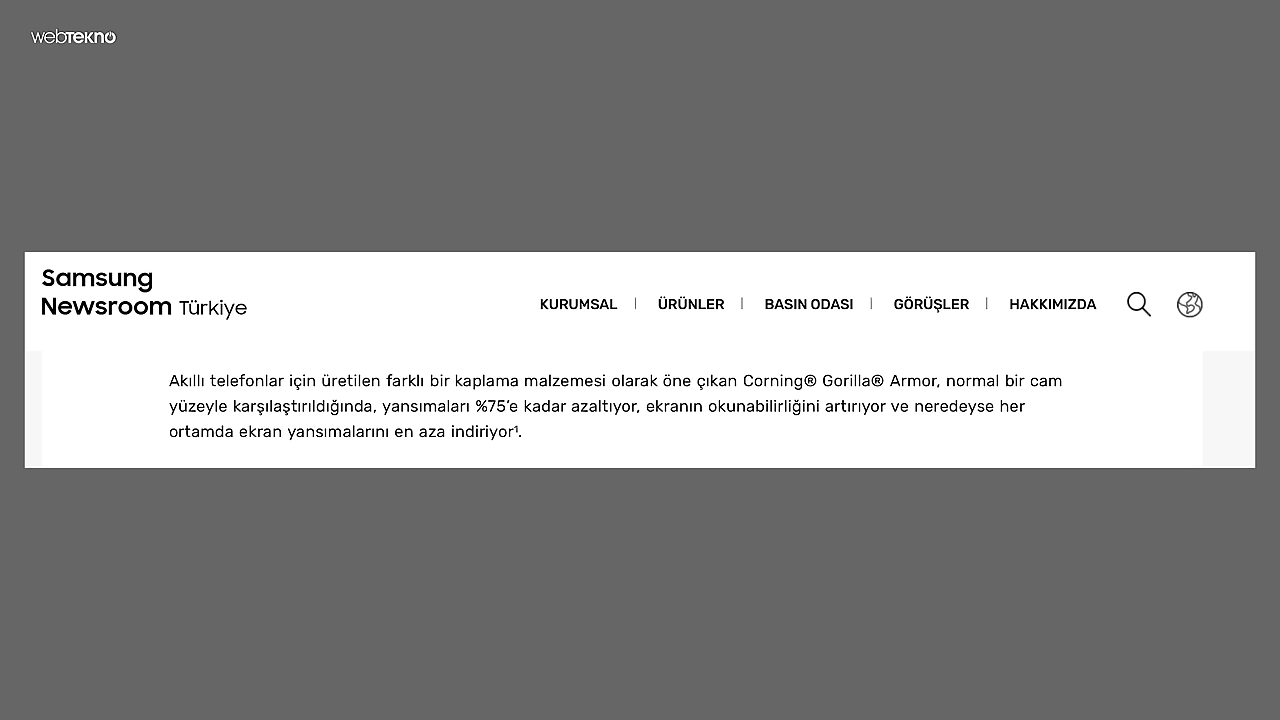 webtekno
Samsung
Newsroom Türkiye
KURUMSAL | ÜRÜNLER | BASIN ODASI | GÖRÜŞLER | HAKKIMIZDA
Akıllı telefonlar için üretilen farklı bir kaplama malzemesi olarak öne çıkan Corning® Gorilla® Armor, normal bir cam
yüzeyle karşılaştırıldığında, yansımaları %75’e kadar azaltıyor, ekranın okunabilirliğini artırıyor ve neredeyse her
ortamda ekran yansımalarını en aza indiriyor¹.